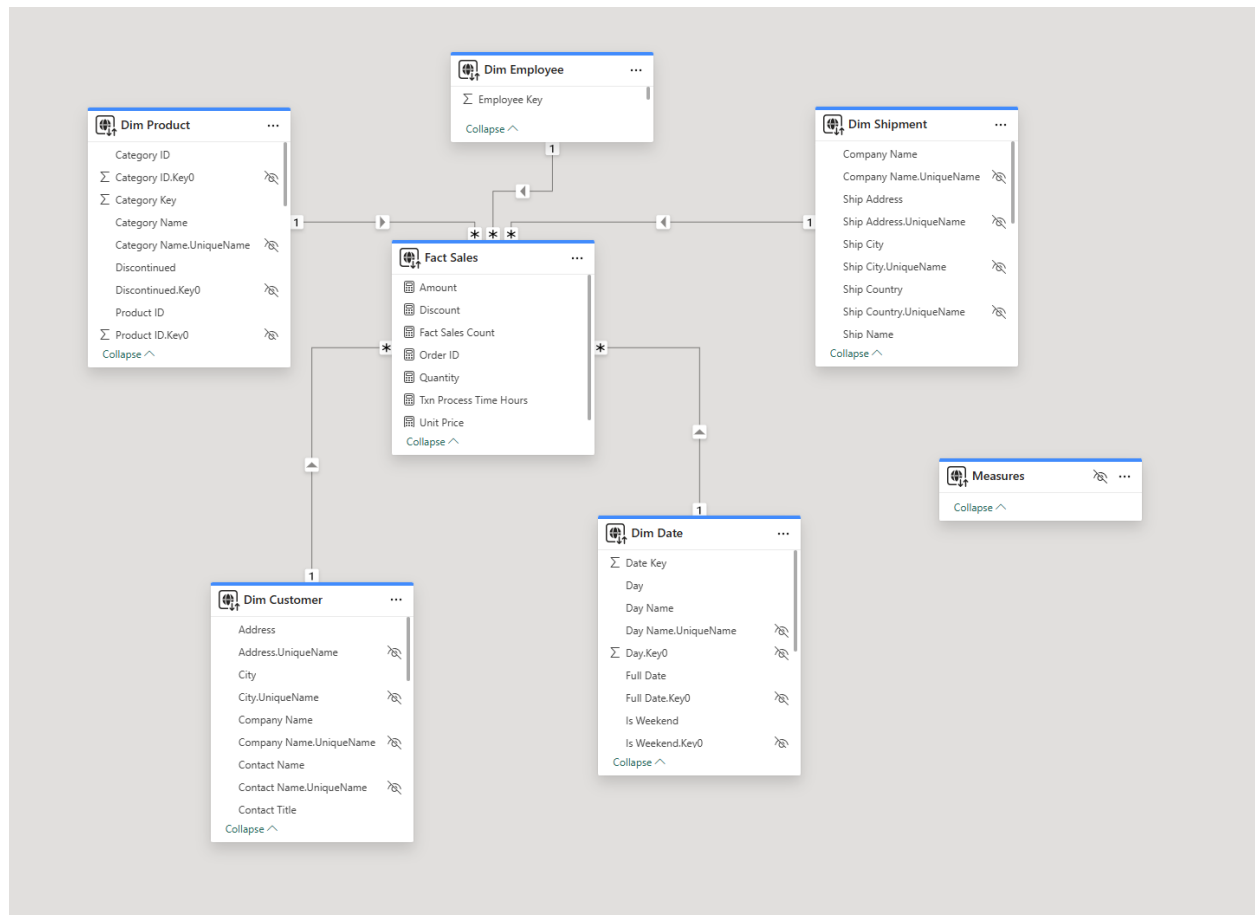 Dim Employee
Employee Key
Collapse
Dim Product
Category ID
Category ID.Key0
Category Key
Category Name
Category Name.UniqueName
Discontinued
Discontinued.Key0
Product ID
Product ID.Key0
Collapse
Dim Shipment
Company Name
Company Name.UniqueName
Ship Address
Ship Address.UniqueName
Ship City
Ship City.UniqueName
Ship Country
Ship Country.UniqueName
Ship Name
Collapse
1
1
1
* * *
Fact Sales
Amount
Discount
Fact Sales Count
Order ID
Quantity
Txn Process Time Hours
Unit Price
Collapse
*
*
Measures
Collapse
1
Dim Date
Date Key
Day
Day Name
Day Name.UniqueName
Day.Key0
Full Date
Full Date.Key0
Is Weekend
Is Weekend.Key0
Collapse
1
Dim Customer
Address
Address.UniqueName
City
City.UniqueName
Company Name
Company Name.UniqueName
Contact Name
Contact Name.UniqueName
Contact Title
Collapse